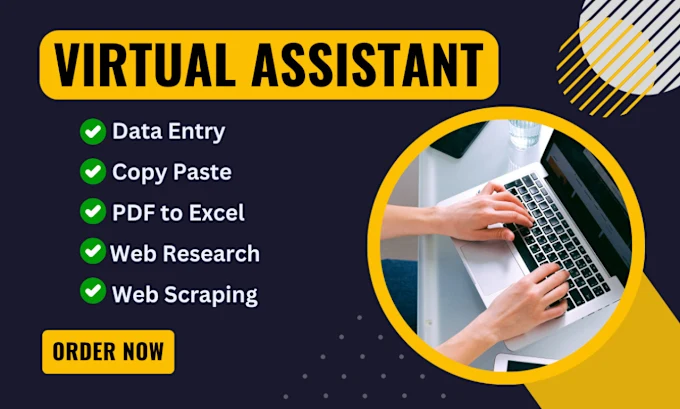 VIRTUAL ASSISTANT
Data Entry
Copy Paste
PDF to Excel
Web Research
Web Scraping
ORDER NOW